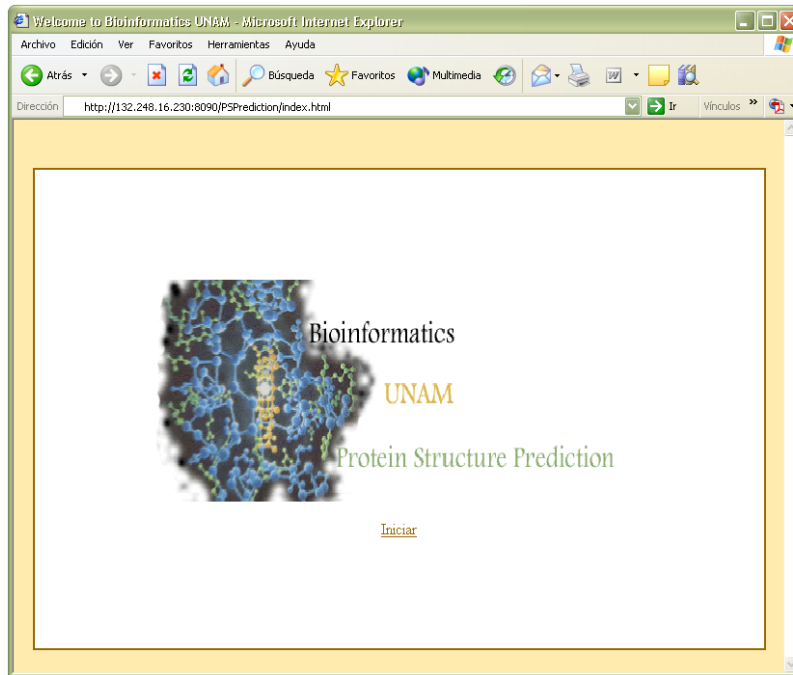 Welcome to Bioinformatics UNAM - Microsoft Internet Explorer
Archivo Edición Ver Favoritos Herramientas Ayuda
Atrás Búsqueda Favoritos Multimedia W
Dirección http://132.248.16.230:8090/PSPrediction/index.html Ir Vínculos »
Bioinformatics
UNAM
Protein Structure Prediction
Iniciar